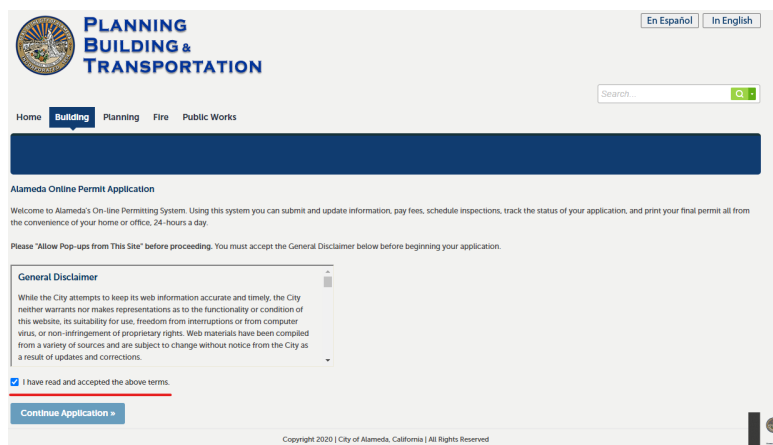 En Español In English
PLANNING
BUILDING &
TRANSPORTATION
Search...
Home Building Planning Fire Public Works
Alameda Online Permit Application
Welcome to Alameda's On-line Permitting System. Using this system you can submit and update information, pay fees, schedule inspections, track the status of your application, and print your final permit all from
the convenience of your home or office, 24-hours a day.
Please "Allow Pop-ups from This Site" before proceeding. You must accept the General Disclaimer below before beginning your application.
General Disclaimer
While the City attempts to keep its web information accurate and timely, the City
neither warrants nor makes representations as to the functionality or condition of
this website, its suitability for use, freedom from interruptions or from computer
virus, or non-infringement of proprietary rights. Web materials have been compiled
from a variety of sources and are subject to change without notice from the City as
a result of updates and corrections.
I have read and accepted the above terms.
Continue Application »
Copyright 2020 | City of Alameda, California | All Rights Reserved